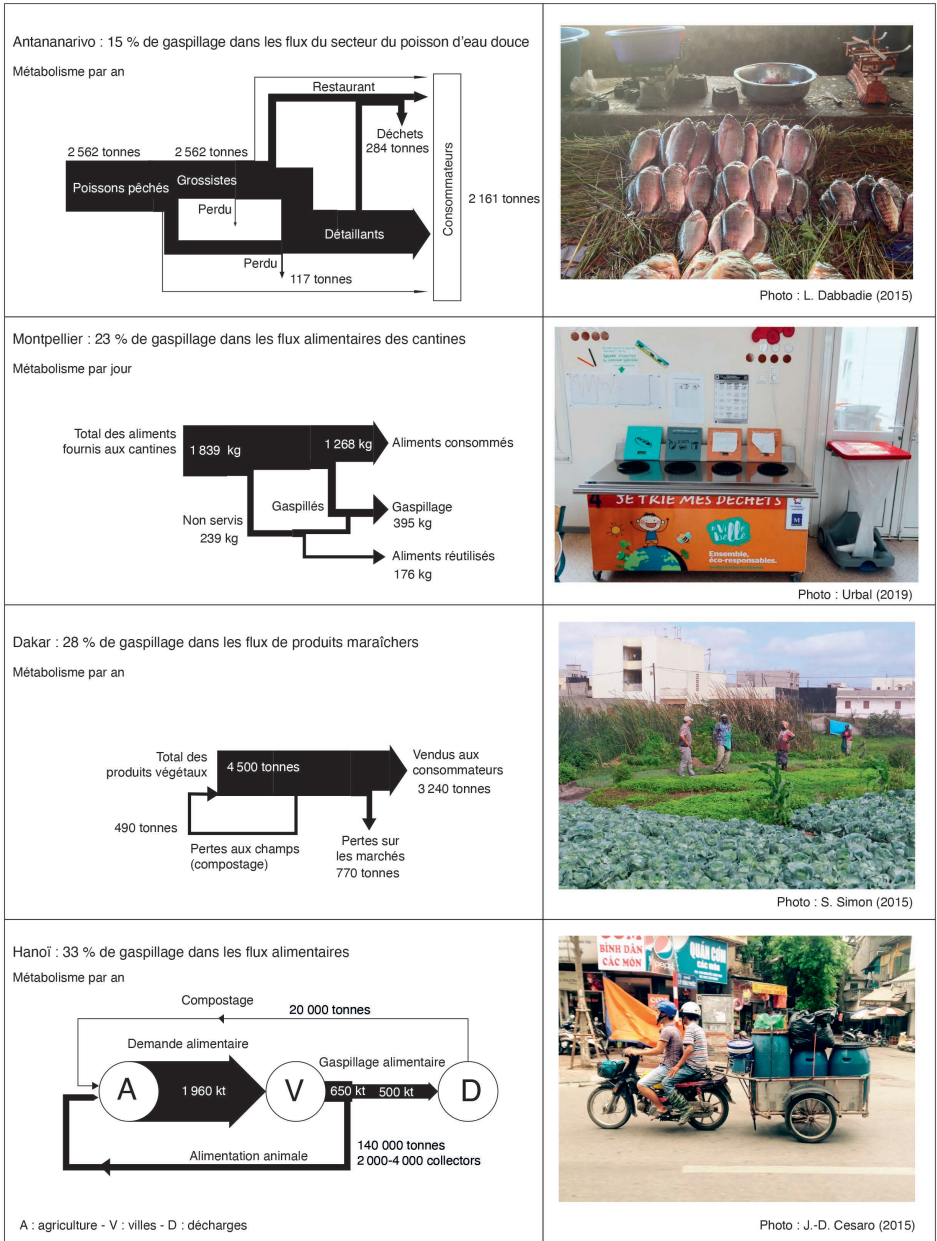 Antananarivo : 15 % de gaspillage dans les flux du secteur du poisson d'eau douce
Métabolisme par an
Restaurant
Déchets
284 tonnes
2 562 tonnes
2 562 tonnes
Poissons pêchés
Grossistes
Perdu
Détaillants
Perdu
117 tonnes
Consommateurs
2 161 tonnes
Photo : L. Dabbadie (2015)
Montpellier : 23 % de gaspillage dans les flux alimentaires des cantines
Métabolisme par jour
Total des aliments
fournis aux cantines
1 839 kg
1 268 kg
Aliments consommés
Non servis
239 kg
Gaspillés
Gaspillage
395 kg
Aliments réutilisés
176 kg
JE TRIE MES DECHETS
Ensemble,
éco-responsables.
Photo : Urbal (2019)
Dakar : 28 % de gaspillage dans les flux de produits maraîchers
Métabolisme par an
Total des
produits végétaux
4 500 tonnes
Vendus aux
consommateurs
3 240 tonnes
490 tonnes
Pertes aux champs
(compostage)
Pertes sur
les marchés
770 tonnes
Photo : S. Simon (2015)
Hanoï : 33 % de gaspillage dans les flux alimentaires
Métabolisme par an
Compostage
20 000 tonnes
Demande alimentaire
Gaspillage alimentaire
A
1 960 kt
V
650 kt
500 kt
D
140 000 tonnes
2 000-4 000 collectors
Alimentation animale
A : agriculture - V : villes - D : décharges
BÌNH DÂN
CÁC MÓN
QUÁN CƠM
CÁC MÓN
Photo : J.-D. Cesaro (2015)